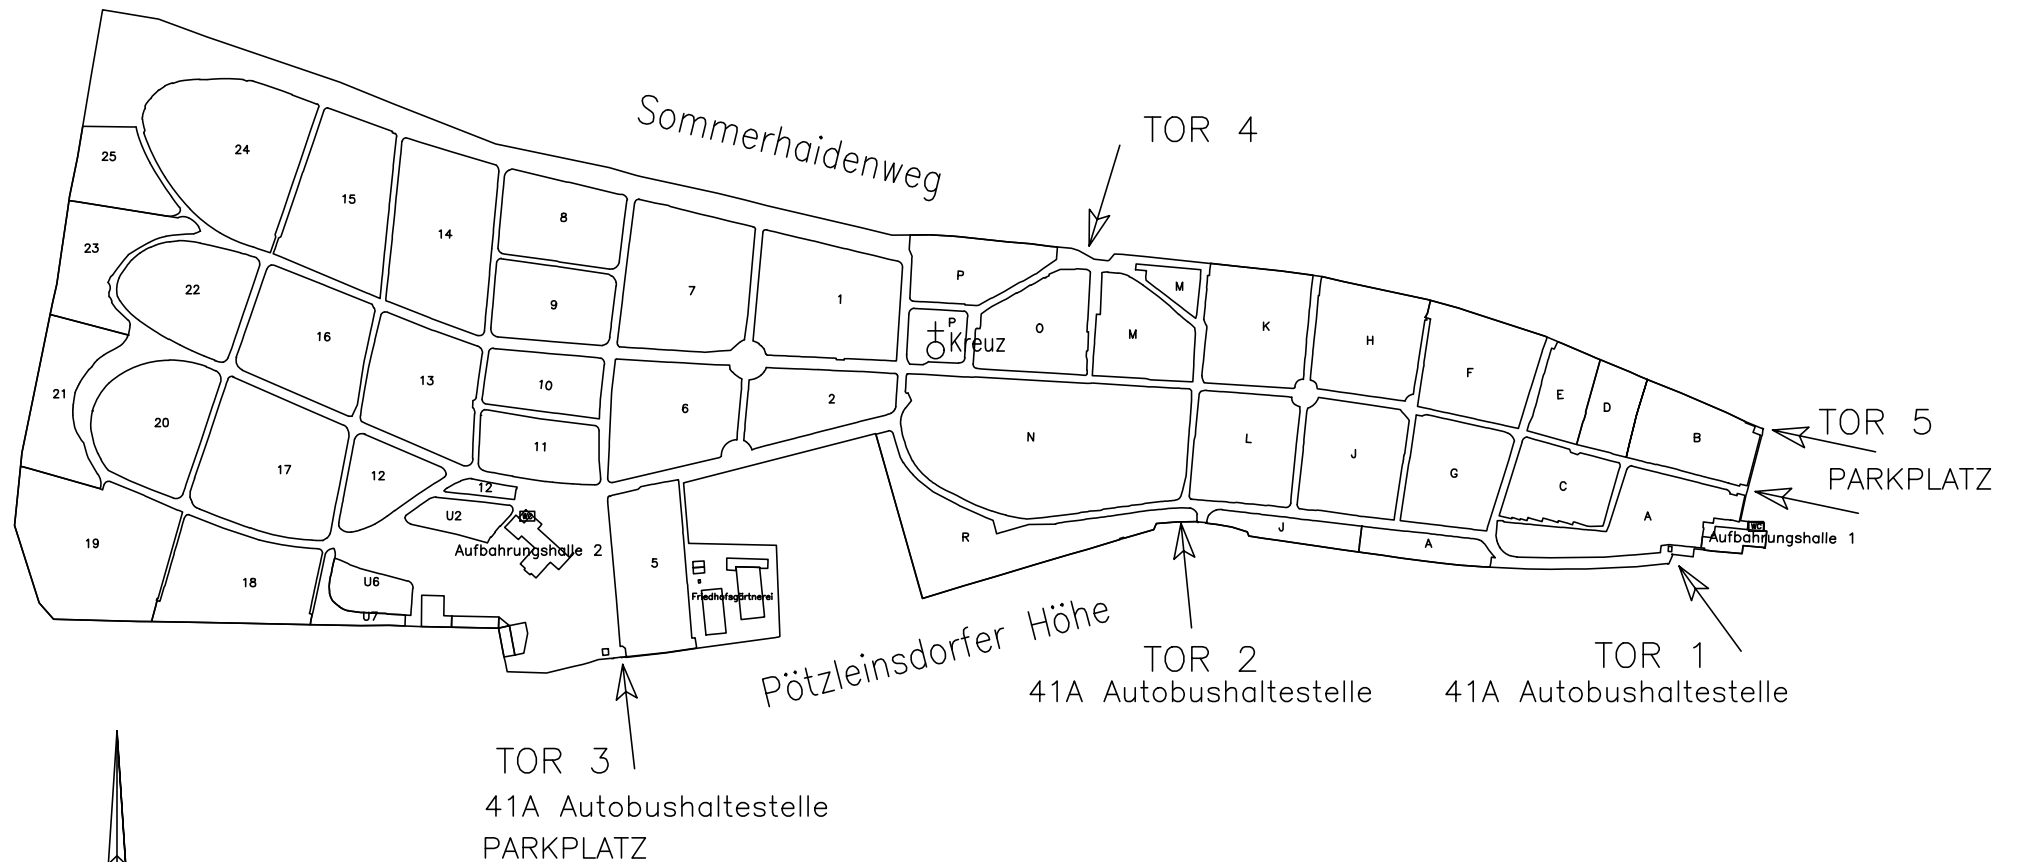 Sommerhaidenweg
TOR 4
25
24
15
14
8
23
22
9
7
1
P
M
16
13
10
6
2
P
Kreuz
O
M
K
H
F
E
D
B
TOR 5
PARKPLATZ
21
20
17
12
11
12
U2
N
L
J
G
C
A
WC
Aufbahrungshalle 2
Aufbahrungshalle 1
19
18
U6
U7
5
Friedhofsgärtnerei
R
J
A
Pötzleinsdorfer Höhe
TOR 2
41A Autobushaltestelle
TOR 1
41A Autobushaltestelle
TOR 3
41A Autobushaltestelle
PARKPLATZ